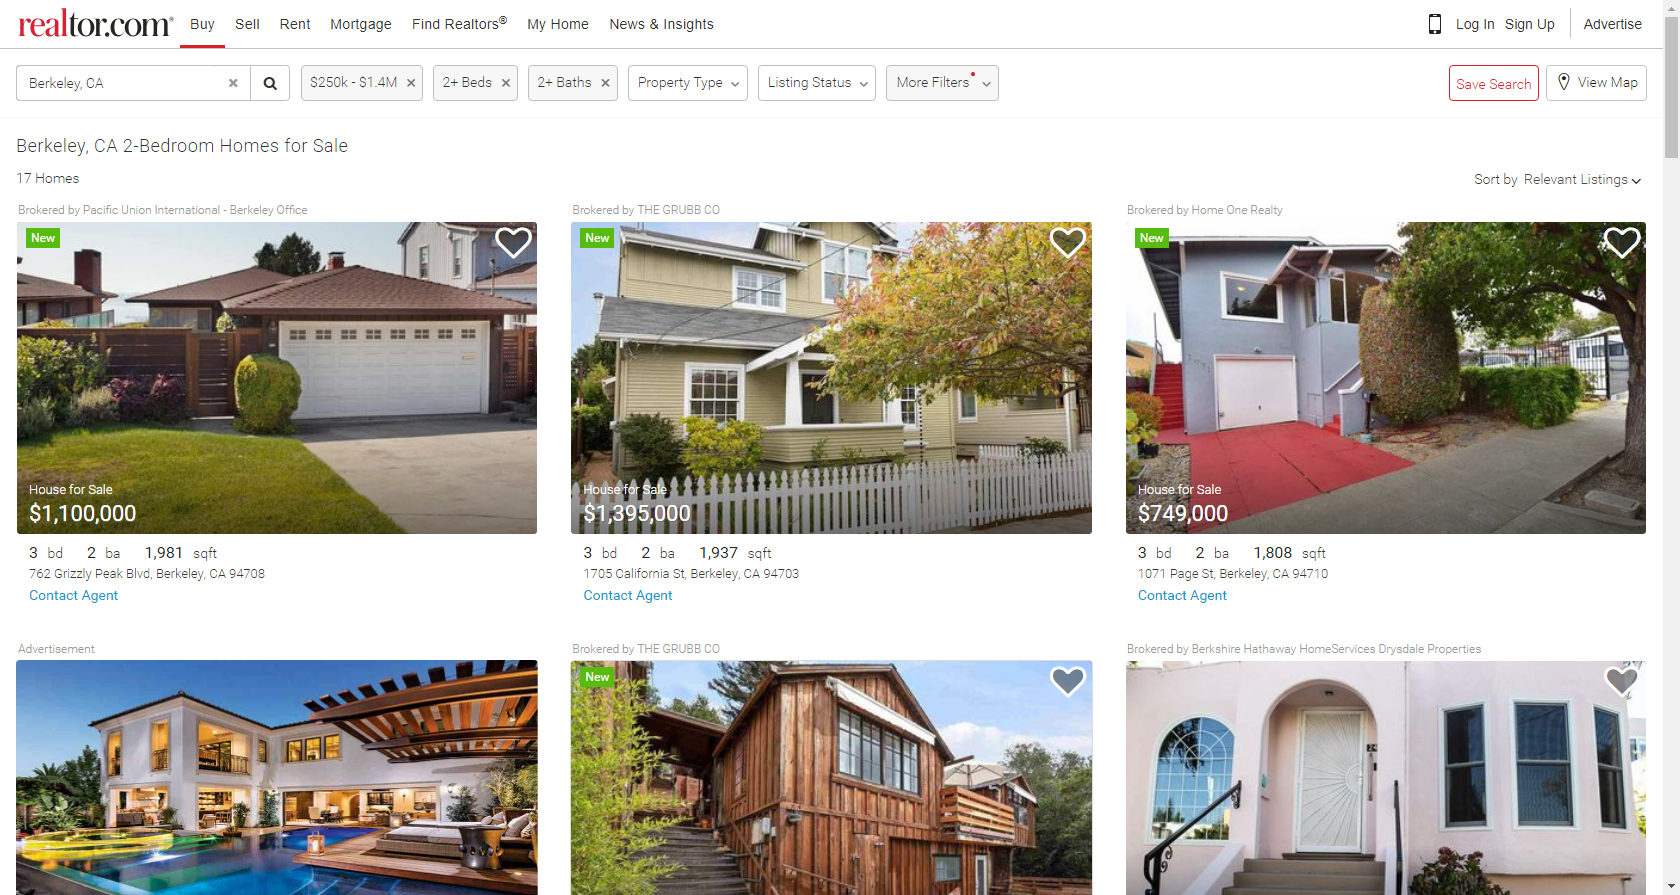 realtor.com® Buy Sell Rent Mortgage Find Realtors® My Home News & Insights Log In Sign Up Advertise
Berkeley, CA $250k - $1.4M 2+ Beds 2+ Baths Property Type Listing Status More Filters Save Search View Map
Berkeley, CA 2-Bedroom Homes for Sale
17 Homes Sort by Relevant Listings
Brokered by Pacific Union International - Berkeley Office
New
House for Sale
$1,100,000
3 bd 2 ba 1,981 sqft
762 Grizzly Peak Blvd, Berkeley, CA 94708
Contact Agent
Brokered by THE GRUBB CO
New
House for Sale
$1,395,000
3 bd 2 ba 1,937 sqft
1705 California St, Berkeley, CA 94703
Contact Agent
Brokered by Home One Realty
New
1071
House for Sale
$749,000
3 bd 2 ba 1,808 sqft
1071 Page St, Berkeley, CA 94710
Contact Agent
Advertisement
Brokered by THE GRUBB CO
New
Brokered by Berkshire Hathaway HomeServices Drysdale Properties